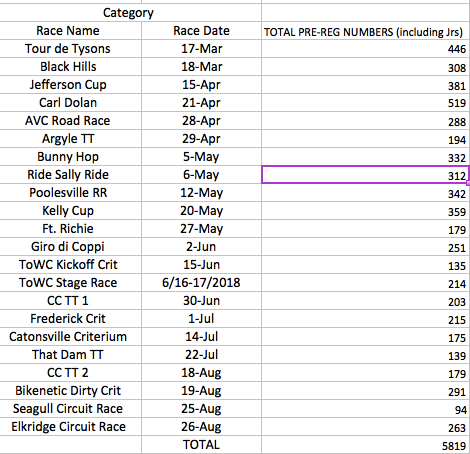 Category
Race Name Race Date TOTAL PRE-REG NUMBERS (including Jrs)
Tour de Tysons 17-Mar 446
Black Hills 18-Mar 308
Jefferson Cup 15-Apr 381
Carl Dolan 21-Apr 519
AVC Road Race 28-Apr 288
Argyle TT 29-Apr 194
Bunny Hop 5-May 332
Ride Sally Ride 6-May 312
Poolesville RR 12-May 342
Kelly Cup 20-May 359
Ft. Richie 27-May 179
Giro di Coppi 2-Jun 251
ToWC Kickoff Crit 15-Jun 135
ToWC Stage Race 6/16-17/2018 214
CC TT 1 30-Jun 203
Frederick Crit 1-Jul 215
Catonsville Criterium 14-Jul 175
That Dam TT 22-Jul 139
CC TT 2 18-Aug 179
Bikenetic Dirty Crit 19-Aug 291
Seagull Circuit Race 25-Aug 94
Elkridge Circuit Race 26-Aug 263
TOTAL 5819